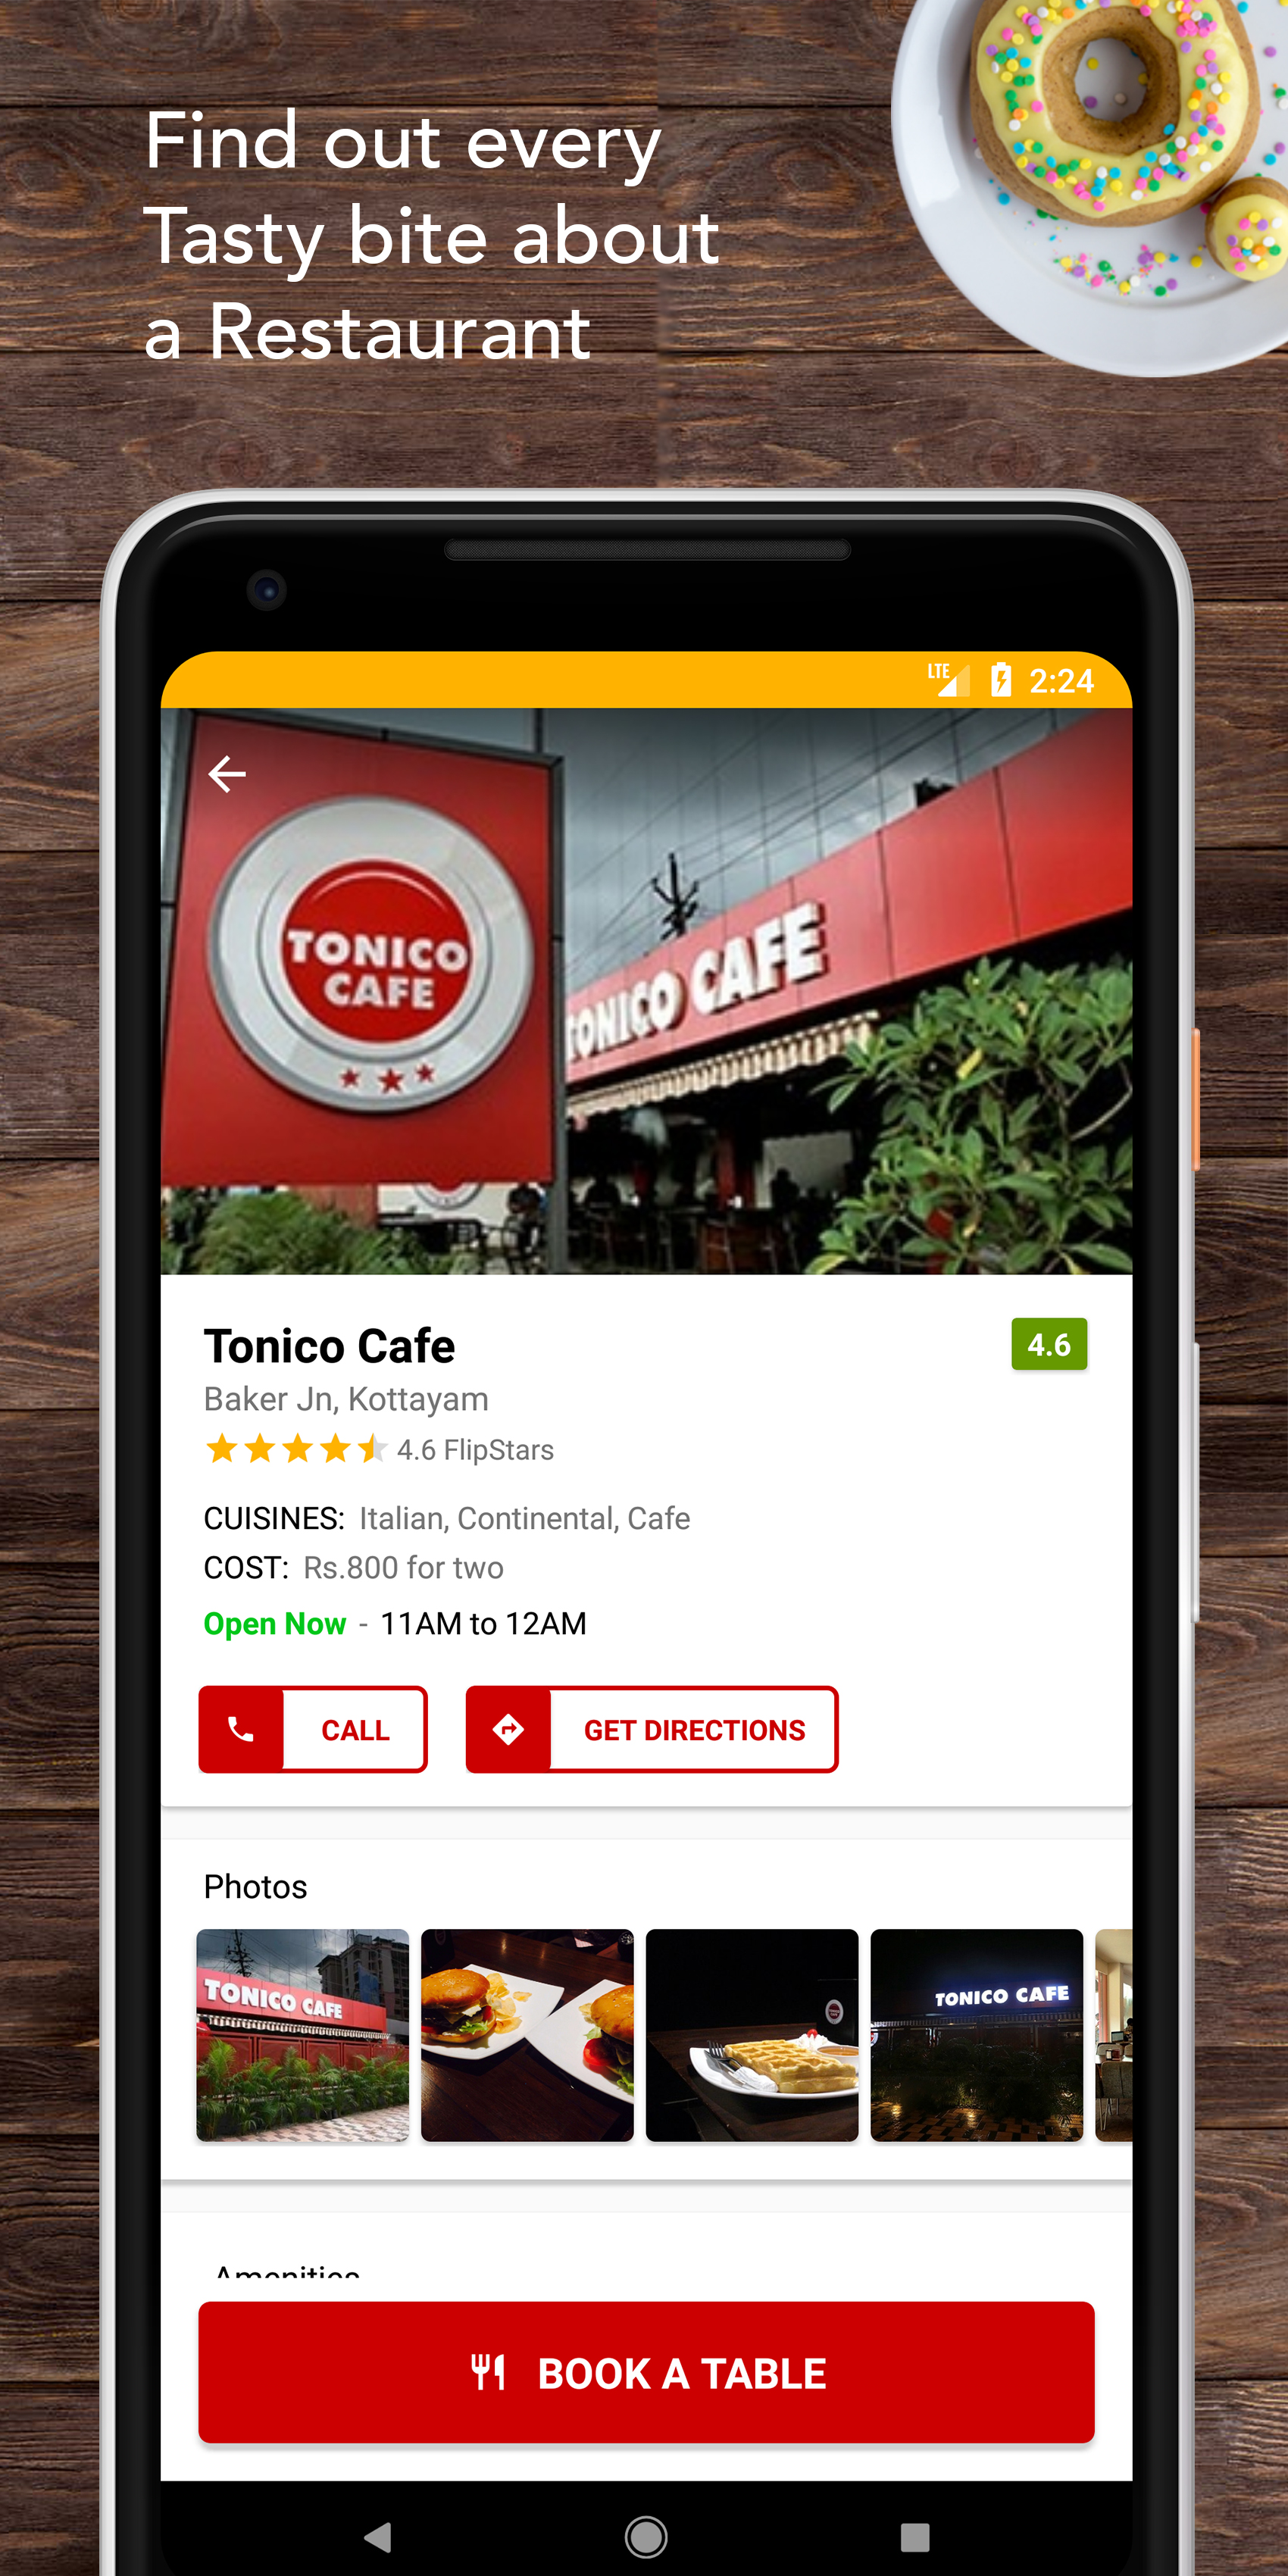 Find out every
Tasty bite about
a Restaurant
LTE 2:24
TONICO
CAFE
TONICO CAFE
Tonico Cafe
4.6
Baker Jn, Kottayam
4.6 FlipStars
CUISINES: Italian, Continental, Cafe
COST: Rs.800 for two
Open Now - 11AM to 12AM
CALL
GET DIRECTIONS
Photos
TONICO CAFE
TONICO CAFE
Amenities
BOOK A TABLE